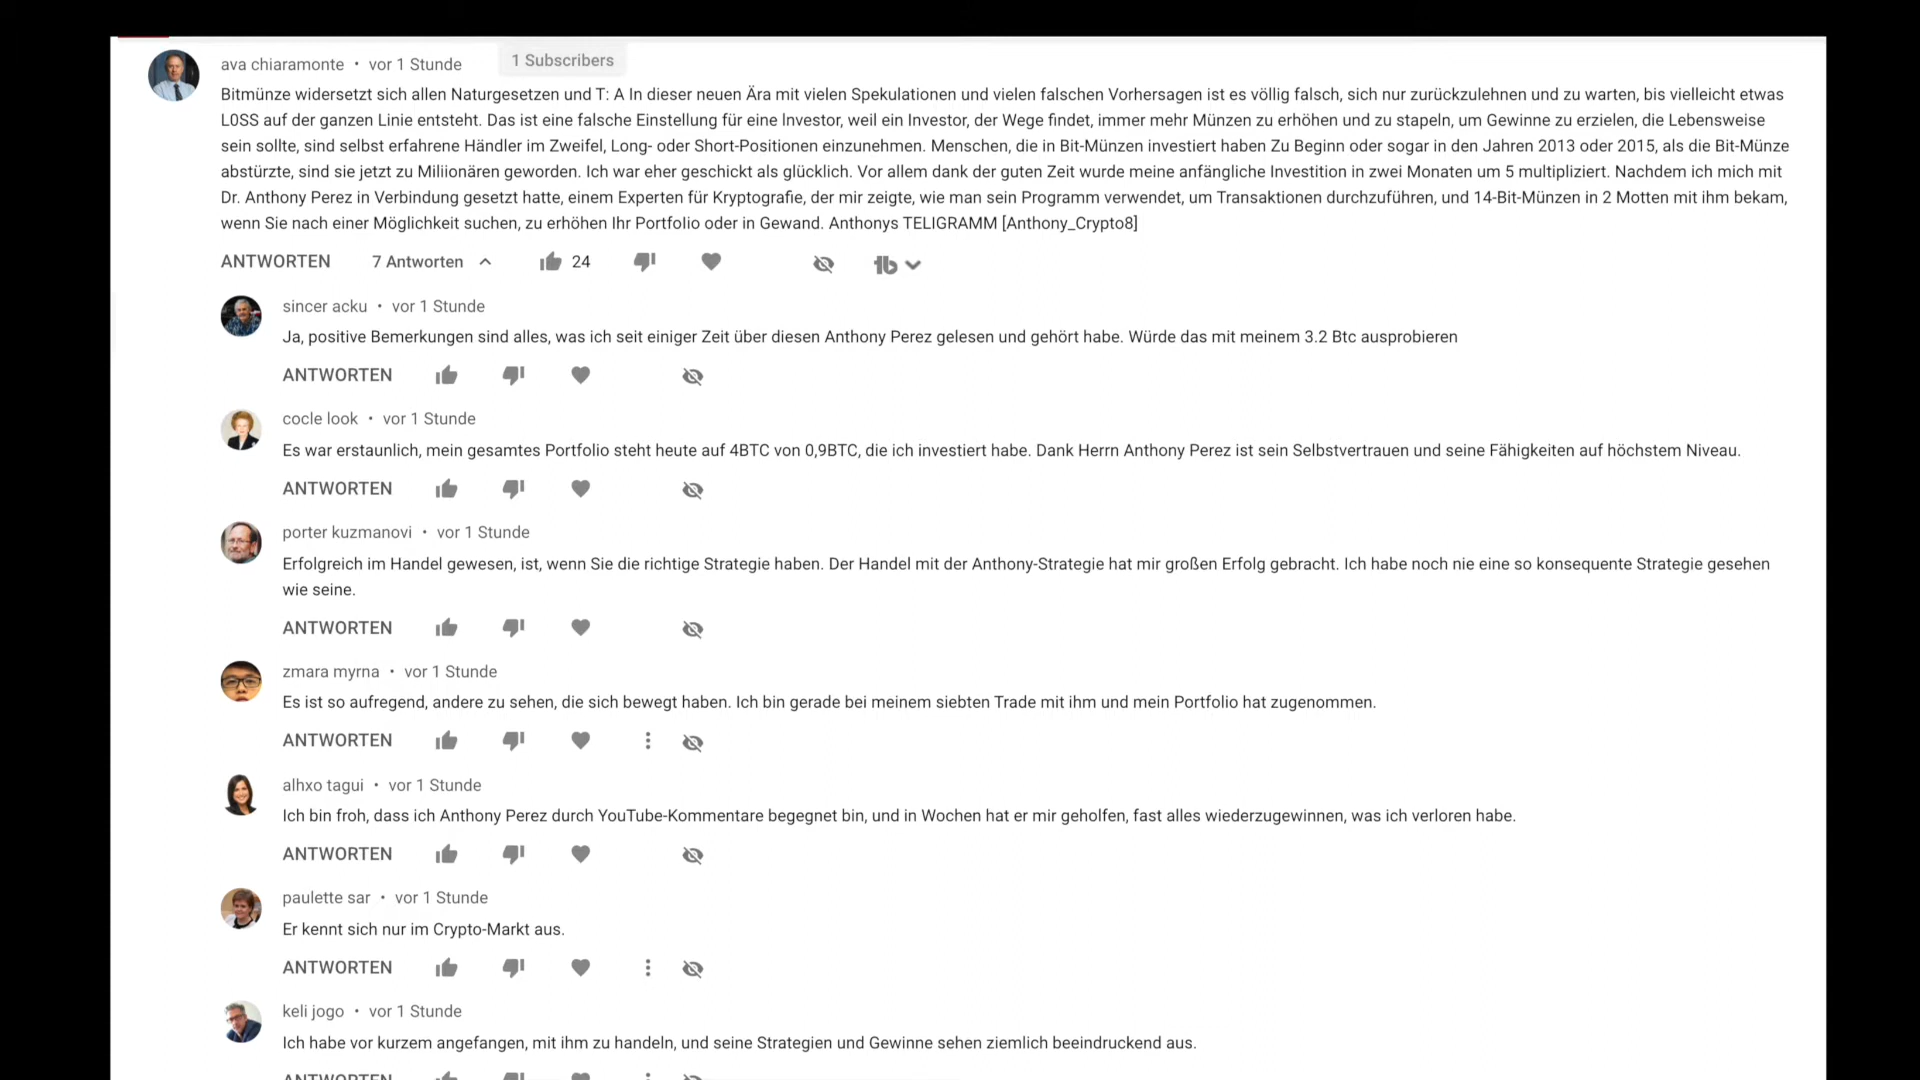 ava chiaramonte • vor 1 Stunde 1 Subscribers
Bitmünze widersetzt sich allen Naturgesetzen und T: A In dieser neuen Ära mit vielen Spekulationen und vielen falschen Vorhersagen ist es völlig falsch, sich nur zurückzulehnen und zu warten, bis vielleicht etwas
L0SS auf der ganzen Linie entsteht. Das ist eine falsche Einstellung für eine Investor, weil ein Investor, der Wege findet, immer mehr Münzen zu erhöhen und zu stapeln, um Gewinne zu erzielen, die Lebensweise
sein sollte, sind selbst erfahrene Händler im Zweifel, Long- oder Short-Positionen einzunehmen. Menschen, die in Bit-Münzen investiert haben Zu Beginn oder sogar in den Jahren 2013 oder 2015, als die Bit-Münze
abstürzte, sind sie jetzt zu Miliionären geworden. Ich war eher geschickt als glücklich. Vor allem dank der guten Zeit wurde meine anfängliche Investition in zwei Monaten um 5 multipliziert. Nachdem ich mich mit
Dr. Anthony Perez in Verbindung gesetzt hatte, einem Experten für Kryptografie, der mir zeigte, wie man sein Programm verwendet, um Transaktionen durchzuführen, und 14-Bit-Münzen in 2 Motten mit ihm bekam,
wenn Sie nach einer Möglichkeit suchen, zu erhöhen Ihr Portfolio oder in Gewand. Anthonys TELIGRAMM [Anthony_Crypto8]
ANTWORTEN 7 Antworten 24
sincer acku • vor 1 Stunde
Ja, positive Bemerkungen sind alles, was ich seit einiger Zeit über diesen Anthony Perez gelesen und gehört habe. Würde das mit meinem 3.2 Btc ausprobieren
ANTWORTEN
cocle look • vor 1 Stunde
Es war erstaunlich, mein gesamtes Portfolio steht heute auf 4BTC von 0,9BTC, die ich investiert habe. Dank Herrn Anthony Perez ist sein Selbstvertrauen und seine Fähigkeiten auf höchstem Niveau.
ANTWORTEN
porter kuzmanovi • vor 1 Stunde
Erfolgreich im Handel gewesen, ist, wenn Sie die richtige Strategie haben. Der Handel mit der Anthony-Strategie hat mir großen Erfolg gebracht. Ich habe noch nie eine so konsequente Strategie gesehen
wie seine.
ANTWORTEN
zmara myrna • vor 1 Stunde
Es ist so aufregend, andere zu sehen, die sich bewegt haben. Ich bin gerade bei meinem siebten Trade mit ihm und mein Portfolio hat zugenommen.
ANTWORTEN
alhxo tagui • vor 1 Stunde
Ich bin froh, dass ich Anthony Perez durch YouTube-Kommentare begegnet bin, und in Wochen hat er mir geholfen, fast alles wiederzugewinnen, was ich verloren habe.
ANTWORTEN
paulette sar • vor 1 Stunde
Er kennt sich nur im Crypto-Markt aus.
ANTWORTEN
keli jogo • vor 1 Stunde
Ich habe vor kurzem angefangen, mit ihm zu handeln, und seine Strategien und Gewinne sehen ziemlich beeindruckend aus.
ANTWORTEN